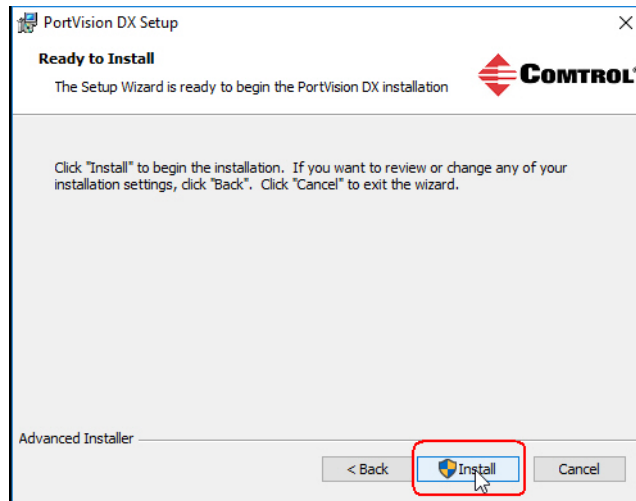 PortVision DX Setup
Ready to Install
The Setup Wizard is ready to begin the PortVision DX installation
COMTROL®
Click "Install" to begin the installation. If you want to review or change any of your
installation settings, click "Back". Click "Cancel" to exit the wizard.
Advanced Installer
< Back
Install
Cancel